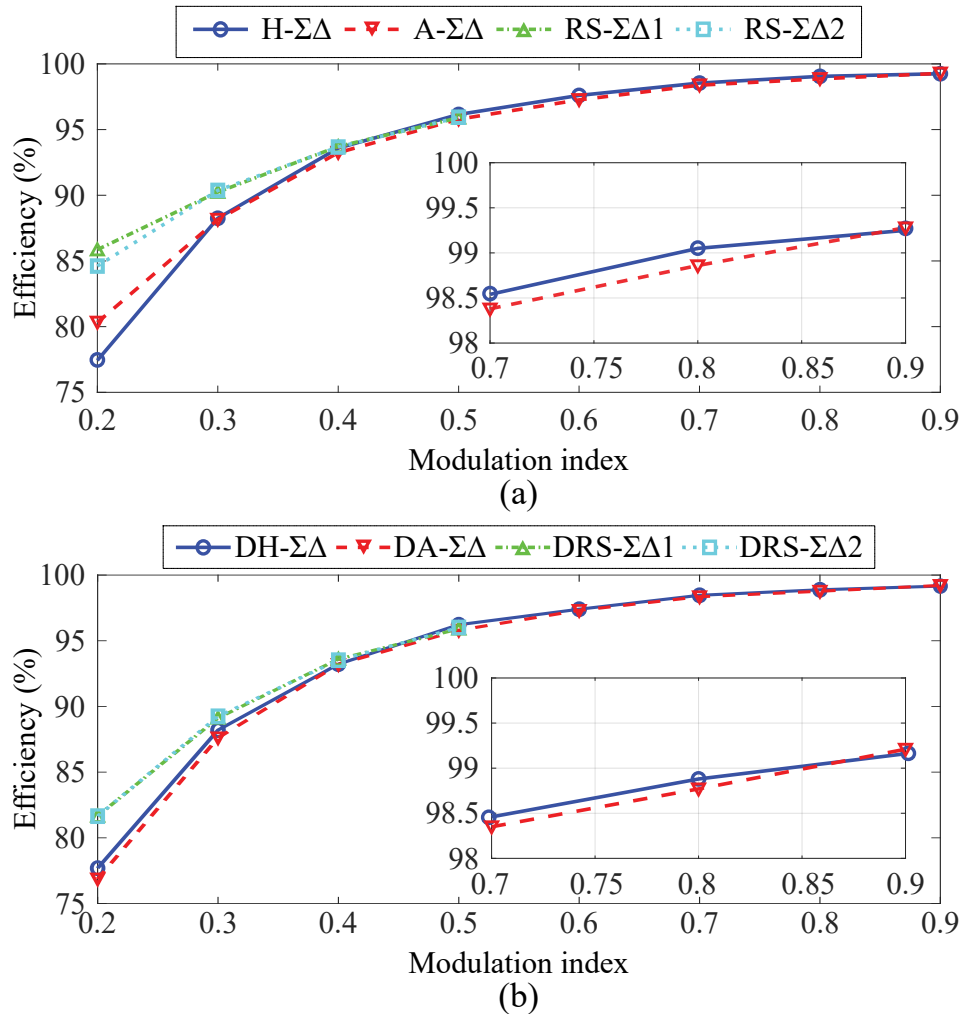 (a)
H-ΣΔ A-ΣΔ RS-ΣΔ1 RS-ΣΔ2
Efficiency (%)
100
95
90
85
80
75
0.2 0.3 0.4 0.5 0.6 0.7 0.8 0.9
100
99.5
99
98.5
98
0.7 0.75 0.8 0.85 0.9
Modulation index
(a)
DH-ΣΔ DA-ΣΔ DRS-ΣΔ1 DRS-ΣΔ2
Efficiency (%)
100
95
90
85
80
75
0.2 0.3 0.4 0.5 0.6 0.7 0.8 0.9
100
99.5
99
98.5
98
0.7 0.75 0.8 0.85 0.9
Modulation index
(b)